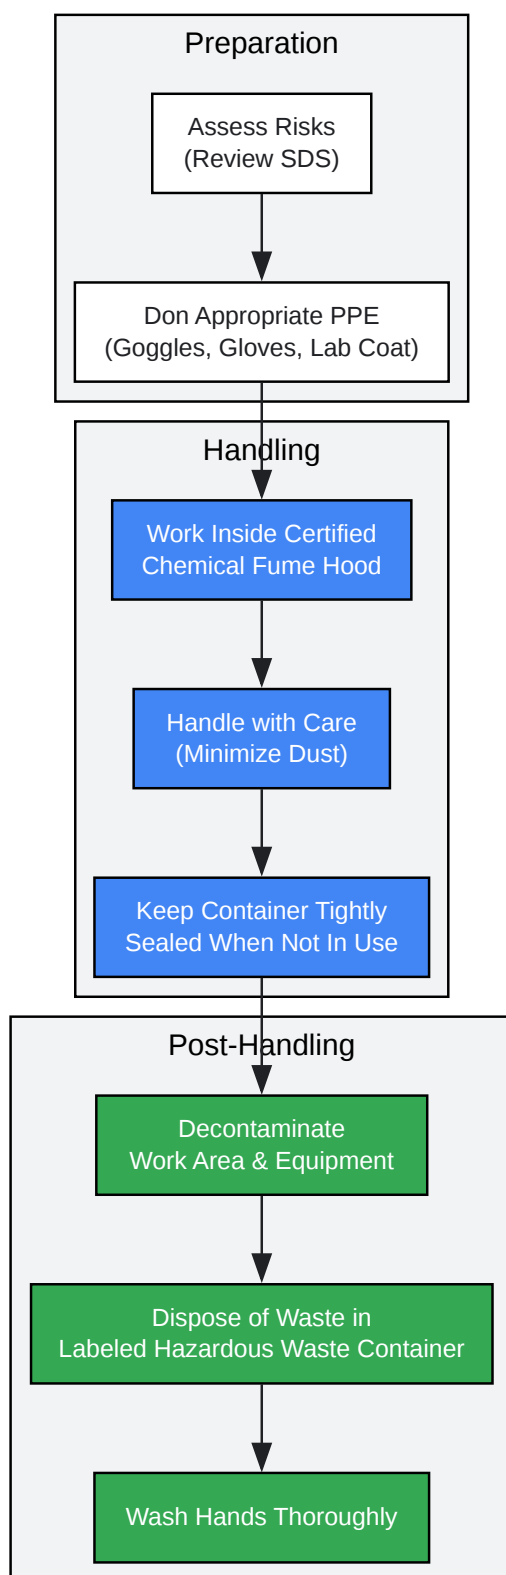 Preparation
Assess Risks
(Review SDS)
Don Appropriate PPE
(Goggles, Gloves, Lab Coat)
Handling
Work Inside Certified
Chemical Fume Hood
Handle with Care
(Minimize Dust)
Keep Container Tightly
Sealed When Not In Use
Post-Handling
Decontaminate
Work Area & Equipment
Dispose of Waste in
Labeled Hazardous Waste Container
Wash Hands Thoroughly